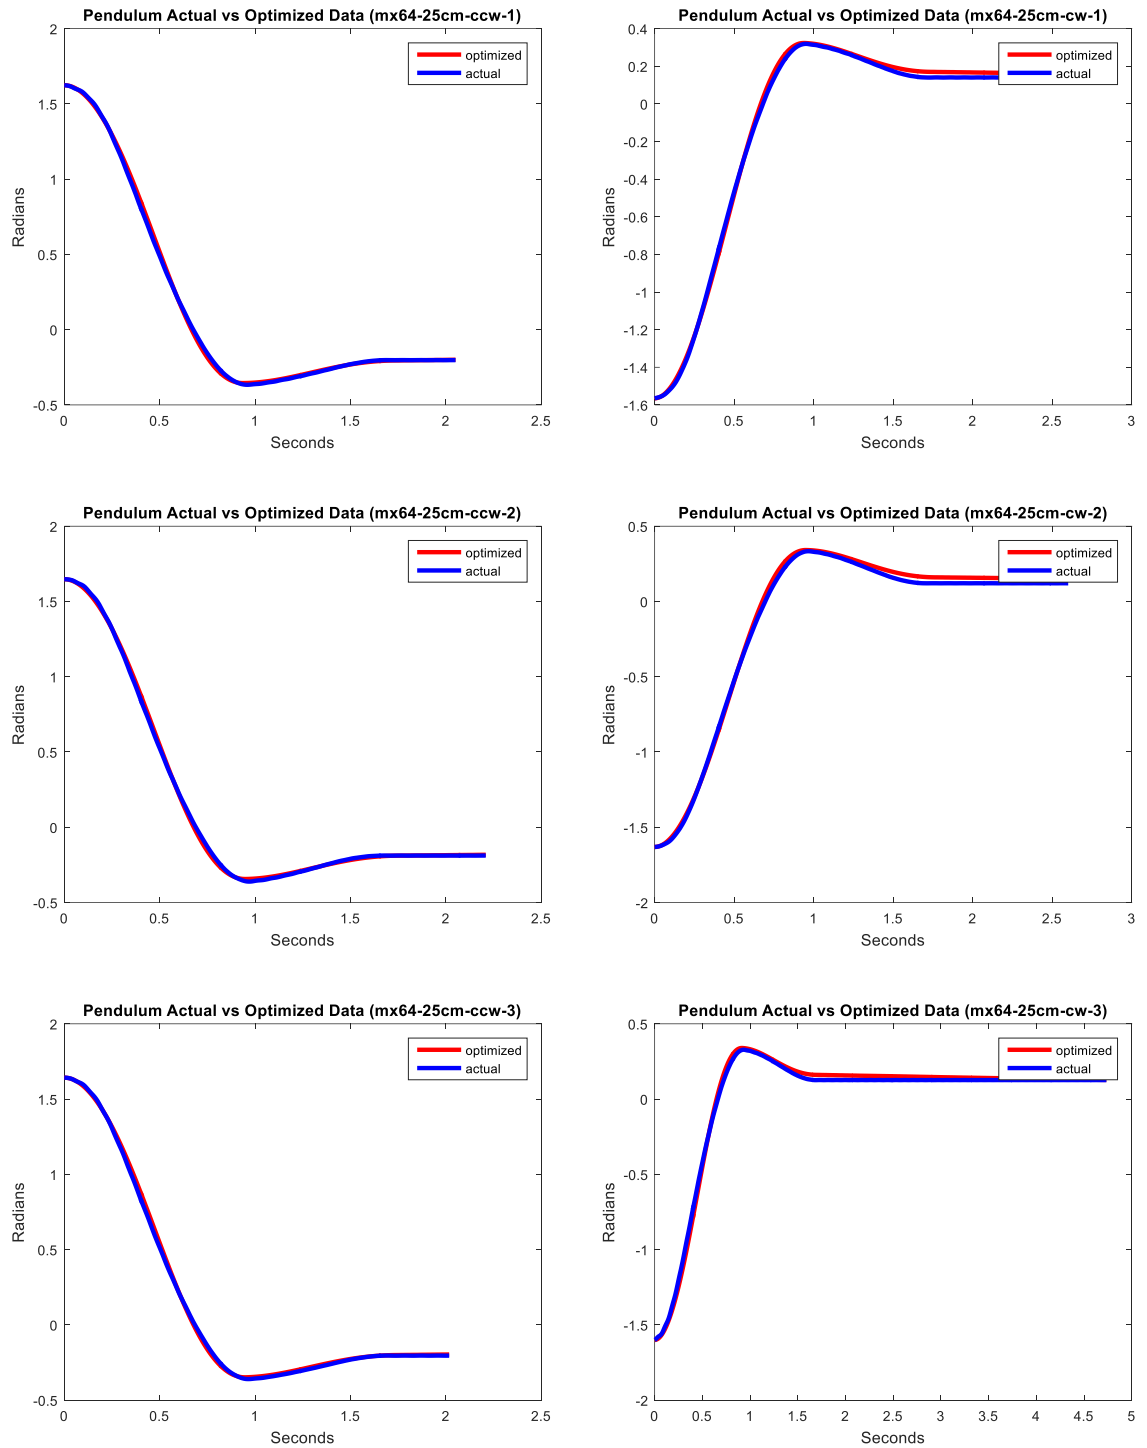 Pendulum Actual vs Optimized Data (mx64-25cm-ccw-1)
optimized
actual
2
1.5
1
0.5
0
-0.5
Radians
0 0.5 1 1.5 2 2.5
Seconds
Pendulum Actual vs Optimized Data (mx64-25cm-cw-1)
optimized
actual
0.4
0.2
0
-0.2
-0.4
-0.6
-0.8
-1
-1.2
-1.4
-1.6
Radians
0 0.5 1 1.5 2 2.5 3
Seconds
Pendulum Actual vs Optimized Data (mx64-25cm-ccw-2)
optimized
actual
2
1.5
1
0.5
0
-0.5
Radians
0 0.5 1 1.5 2 2.5
Seconds
Pendulum Actual vs Optimized Data (mx64-25cm-cw-2)
optimized
actual
0.5
0
-0.5
-1
-1.5
-2
Radians
0 0.5 1 1.5 2 2.5 3
Seconds
Pendulum Actual vs Optimized Data (mx64-25cm-ccw-3)
optimized
actual
2
1.5
1
0.5
0
-0.5
Radians
0 0.5 1 1.5 2 2.5
Seconds
Pendulum Actual vs Optimized Data (mx64-25cm-cw-3)
optimized
actual
0.5
0
-0.5
-1
-1.5
-2
Radians
0 0.5 1 1.5 2 2.5 3 3.5 4 4.5 5
Seconds